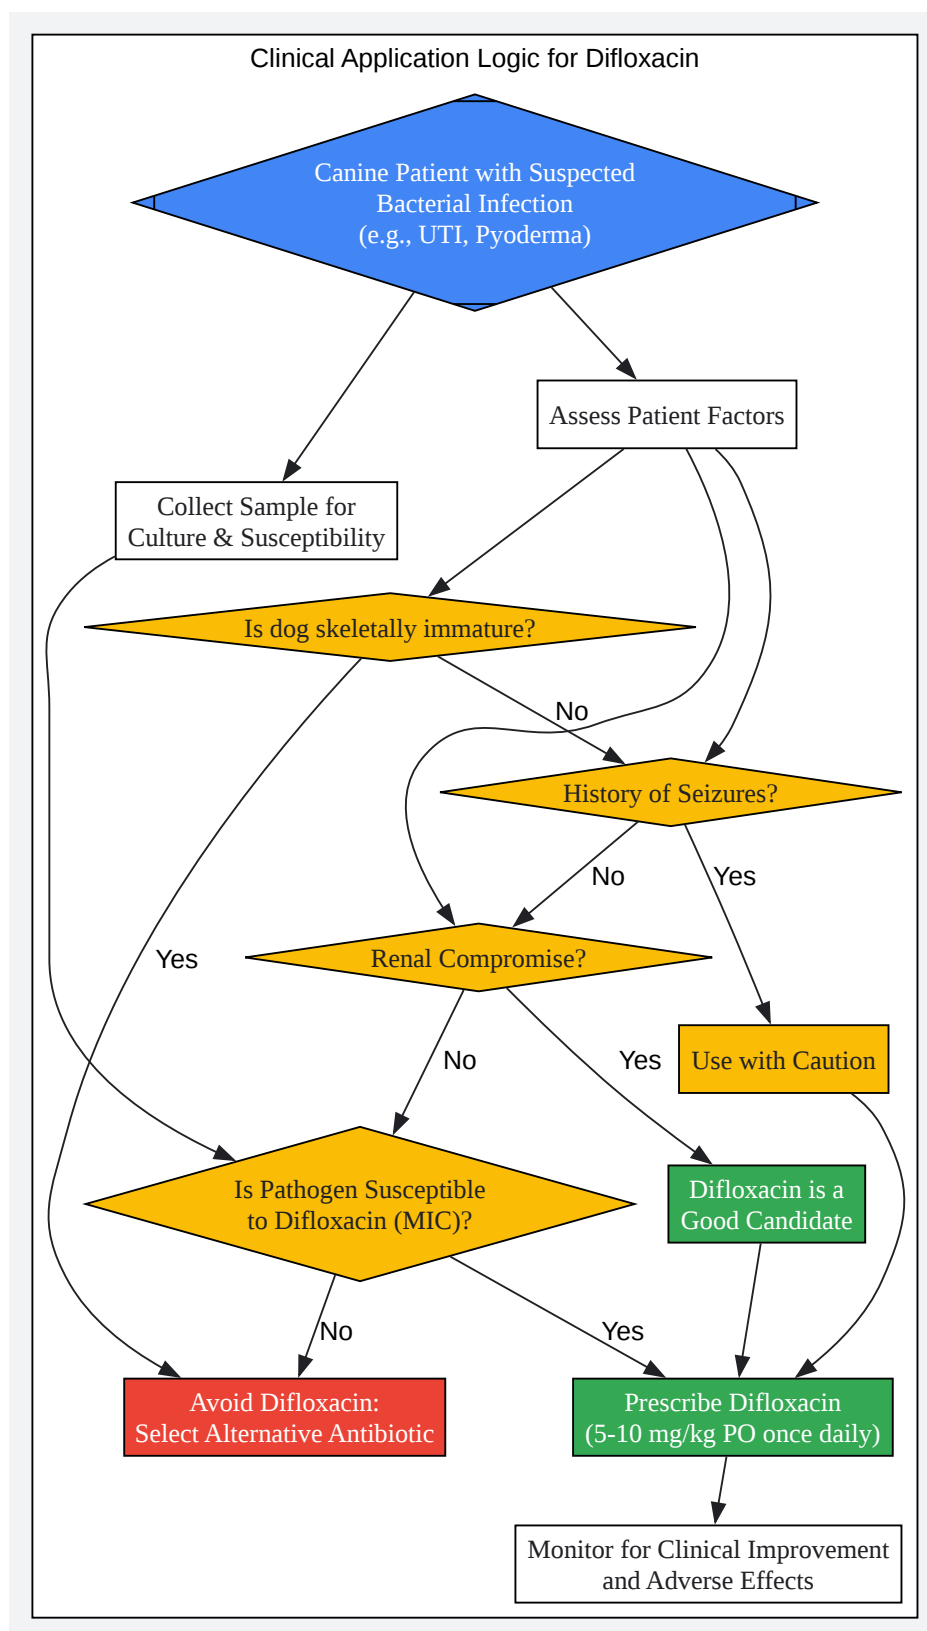 Clinical Application Logic for Difloxacin
Canine Patient with Suspected
Bacterial Infection
(e.g., UTI, Pyoderma)
Assess Patient Factors
Collect Sample for
Culture & Susceptibility
Is dog skeletally immature?
No
History of Seizures?
No
Yes
Yes
Renal Compromise?
No
Yes
Use with Caution
Is Pathogen Susceptible
to Difloxacin (MIC)?
Difloxacin is a
Good Candidate
No
Yes
Avoid Difloxacin:
Select Alternative Antibiotic
Prescribe Difloxacin
(5-10 mg/kg PO once daily)
Monitor for Clinical Improvement
and Adverse Effects